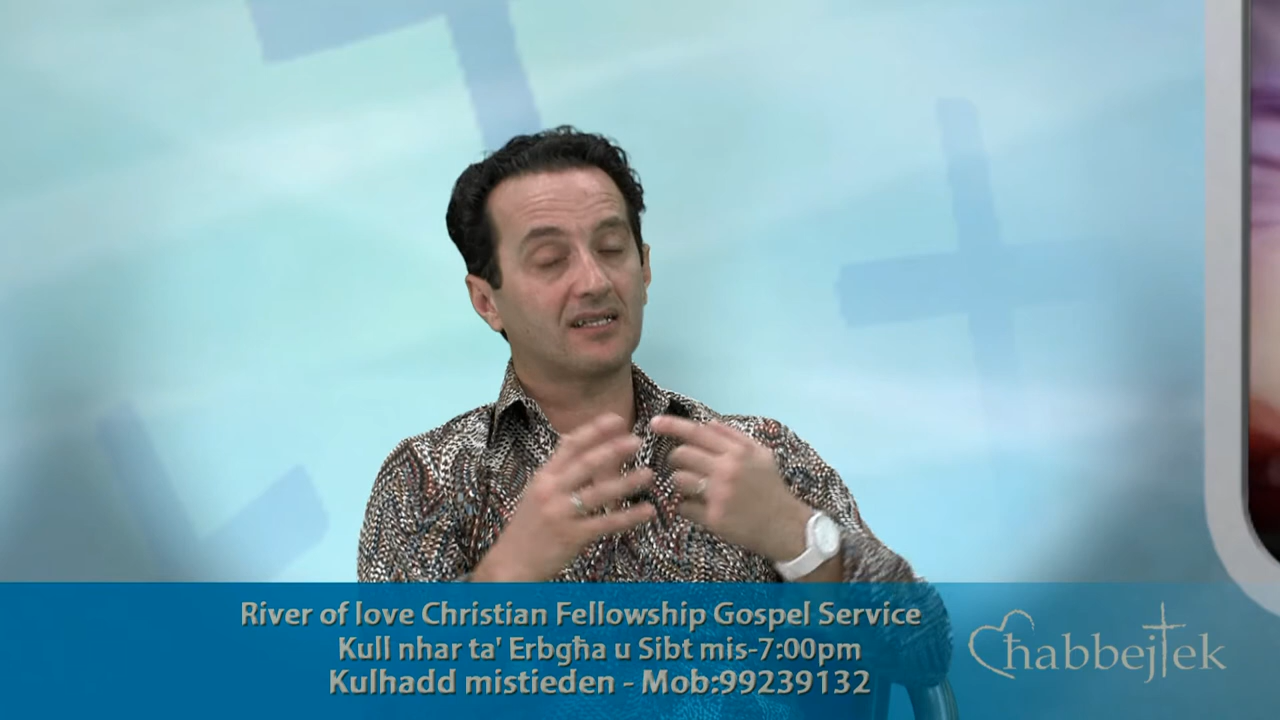 River of love Christian Fellowship Gospel Service
Kull nhar ta' Erbgħa u Sibt mis-7:00pm
Kulhadd mistieden - Mob:99239132
Ħabbejtek